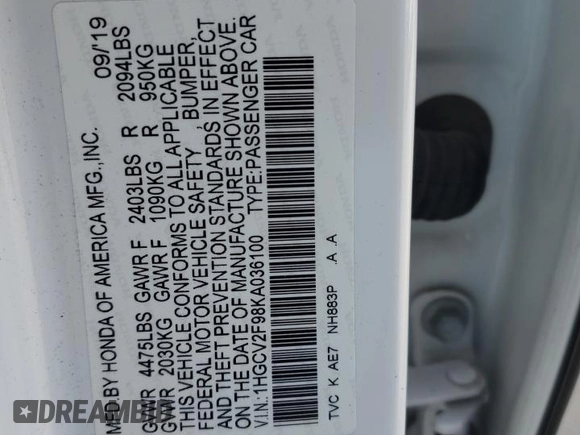 MFD. BY HONDA OF AMERICA MFG., INC. 09/'19
GVWR 4475LBS GAWR F 2403LBS R 2094LBS
GVWR 2030KG GAWR F 1090KG R 950KG
THIS VEHICLE CONFORMS TO ALL APPLICABLE
FEDERAL MOTOR VEHICLE SAFETY , BUMPER,
AND THEFT PREVENTION STANDARDS IN EFFECT
ON THE DATE OF MANUFACTURE SHOWN ABOVE.
V.I.N.: 1HGCV2F98KA036100 TYPE:PASSENGER CAR
TVC K AE7 NH883P A .A
DREAMBID